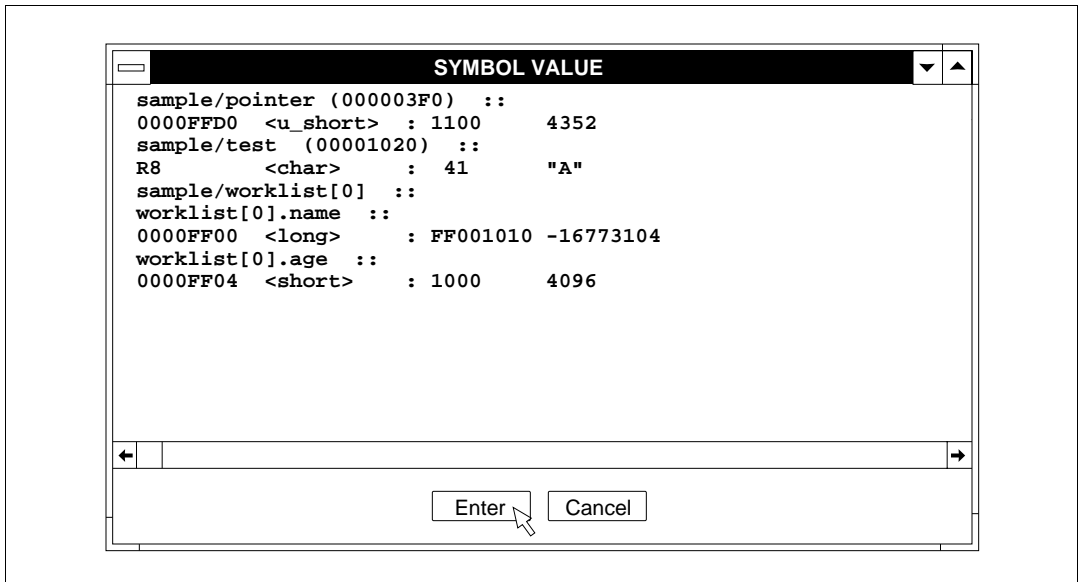 SYMBOL VALUE
sample/pointer (000003F0)  ::
0000FFD0  <u_short>  : 1100      4352
sample/test  (00001020)  ::
R8        <char>     :  41       "A"
sample/worklist[0]  ::
worklist[0].name  ::
0000FF00  <long>     : FF001010 -16773104
worklist[0].age  ::
0000FF04  <short>    : 1000      4096
Enter Cancel